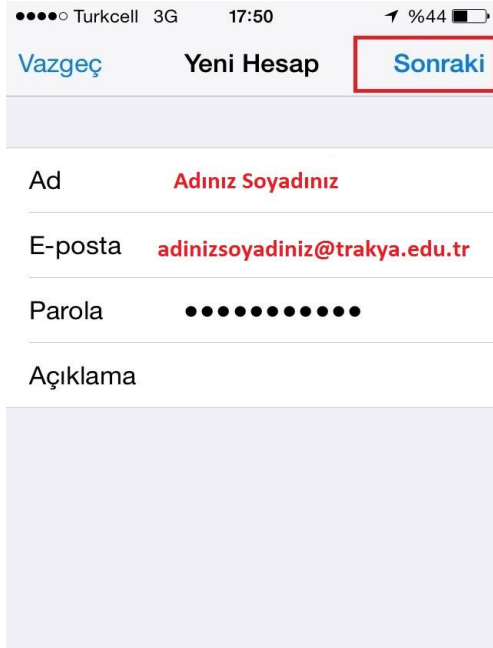 Turkcell 3G 17:50 %44
Vazgeç Yeni Hesap Sonraki
Ad Adınız Soyadınız
E-posta adinizsoyadiniz@trakya.edu.tr
Parola ●●●●●●●●●●●
Açıklama